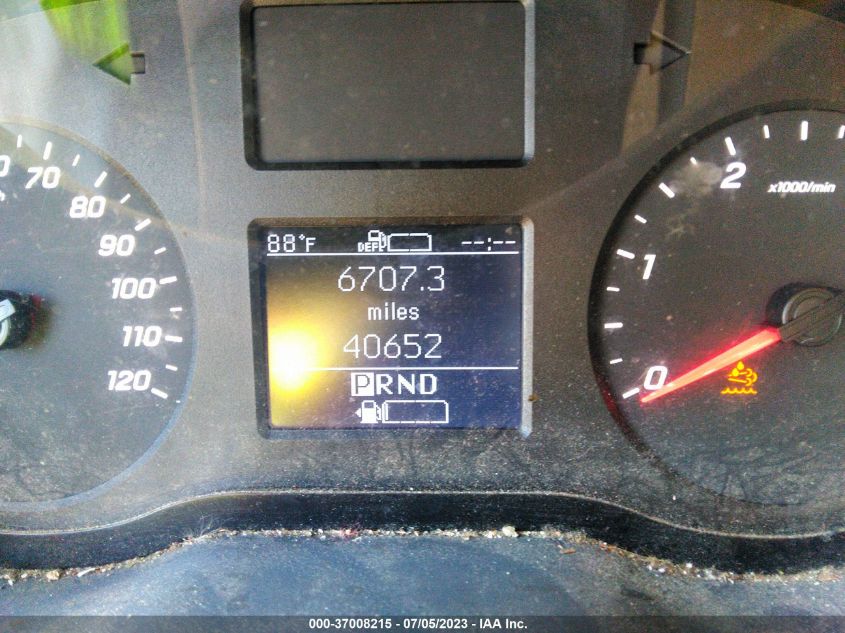 70
80
90
100
110
120
88°F
DEF
--:--
6707.3
miles
40652
PRND
2
x1000/min
1
0
000-37008215 - 07/05/2023 - IAA Inc.